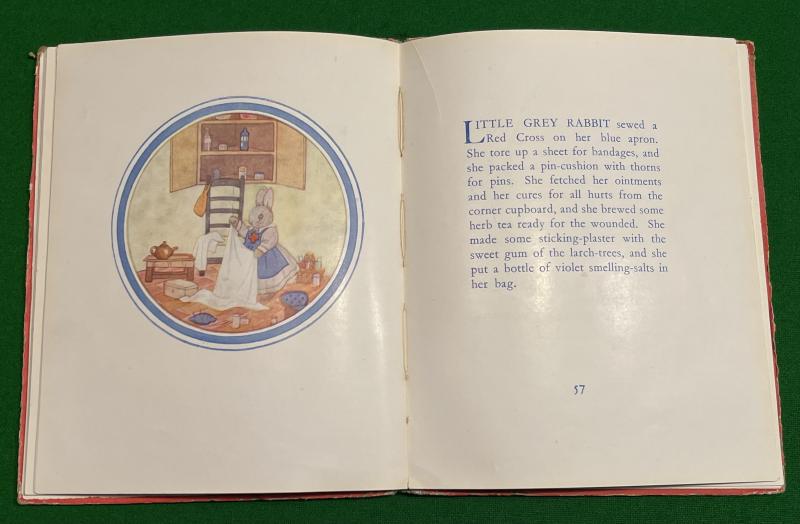 LITTLE GREY RABBIT sewed a
Red Cross on her blue apron.
She tore up a sheet for bandages, and
she packed a pin-cushion with thorns
for pins. She fetched her ointments
and her cures for all hurts from the
corner cupboard, and she brewed some
herb tea ready for the wounded. She
made some sticking-plaster with the
sweet gum of the larch-trees, and she
put a bottle of violet smelling-salts in
her bag.
57